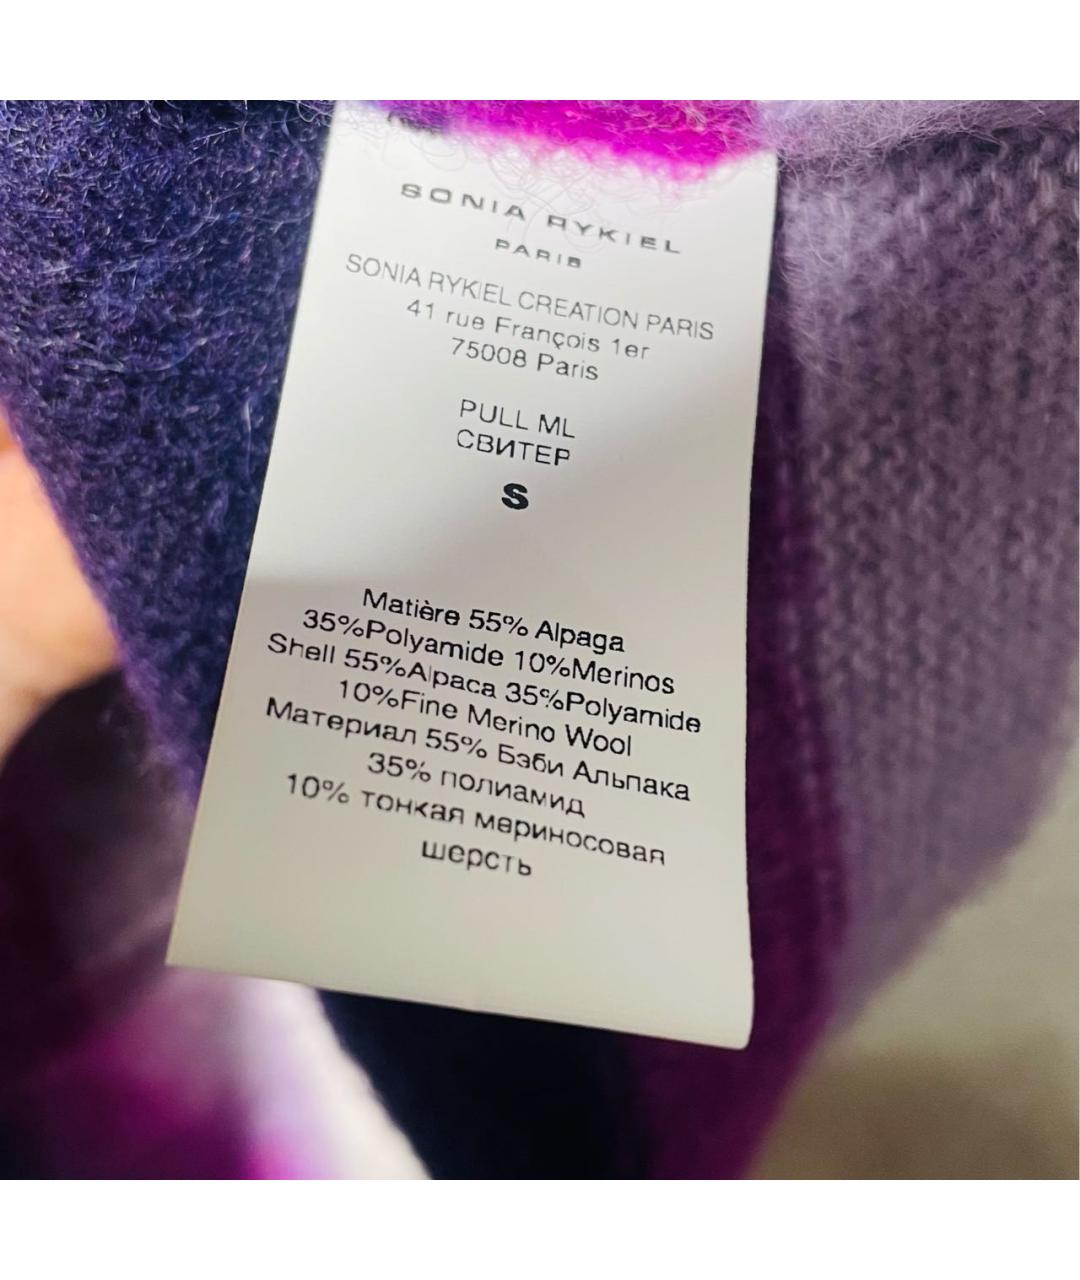 SONIA RYKIEL
PARIS
SONIA RYKIEL CREATION PARIS
41 rue François 1er
75008 Paris
PULL ML
СВИТЕР
S
Matière 55% Alpaga
35%Polyamide 10%Merinos
Shell 55%Alpaca 35%Polyamide
10%Fine Merino Wool
Материал 55% Бэби Альпака
35% полиамид
10% тонкая мериносовая
шерсть